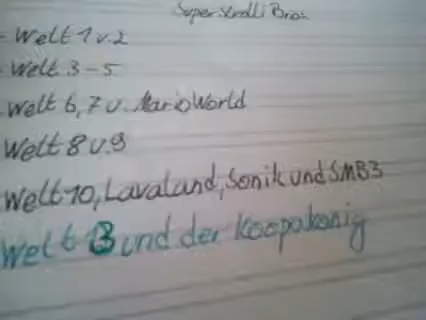 Super Strolli Bros.
- Welt 1 u. 2
- Welt 3-5
- Welt 6, 7 u. MarioWorld
Welt 8 u. 9
Welt 10, Lavaland, Sonik und SMB3
Welt 13 und der Koopakönig